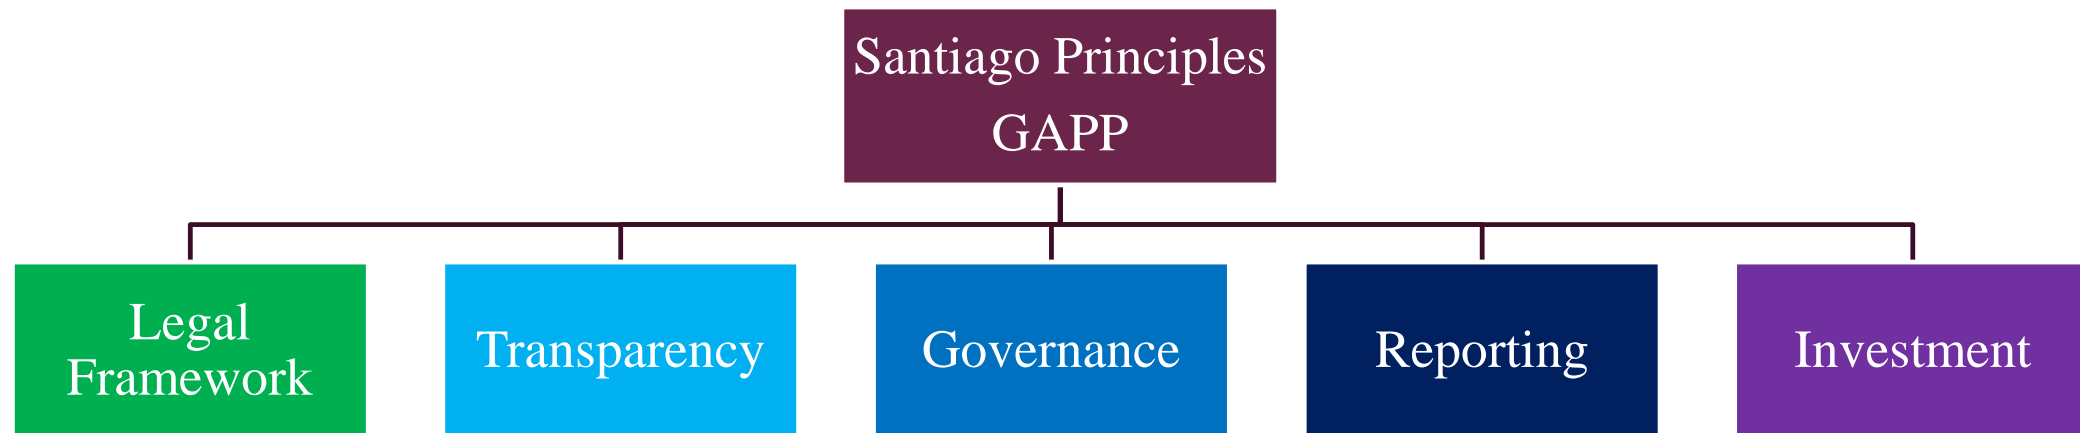 Santiago Principles
GAPP
Legal
Framework
Transparency
Governance
Reporting
Investment